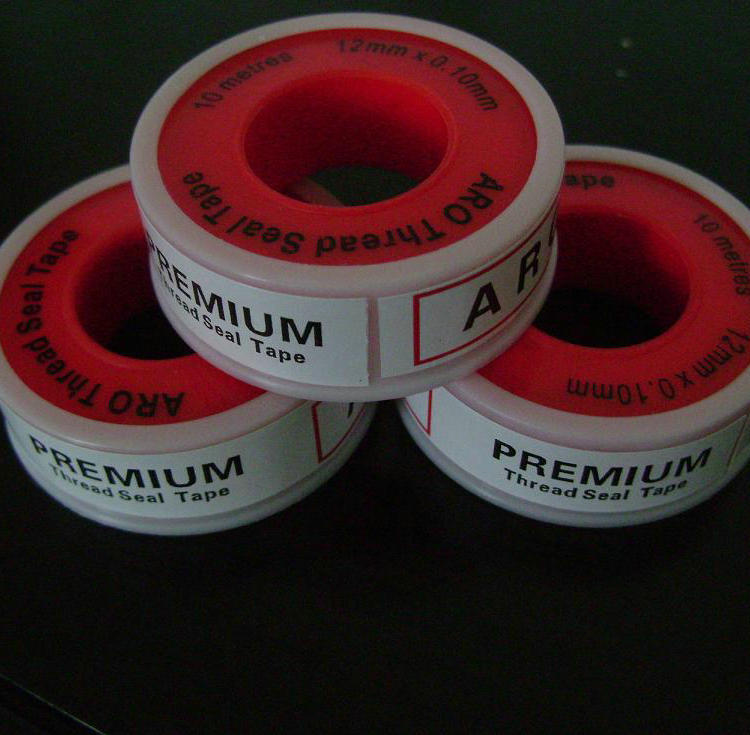 10 metres
12mm x 0.10mm
ARO Thread Seal Tape
PREMIUM
Thread Seal Tape
ARO Thread Seal Tape
PREMIUM
Thread Seal Tape
Tape
10 metres
12mm x 0.10mm
PREMIUM
Thread Seal Tape